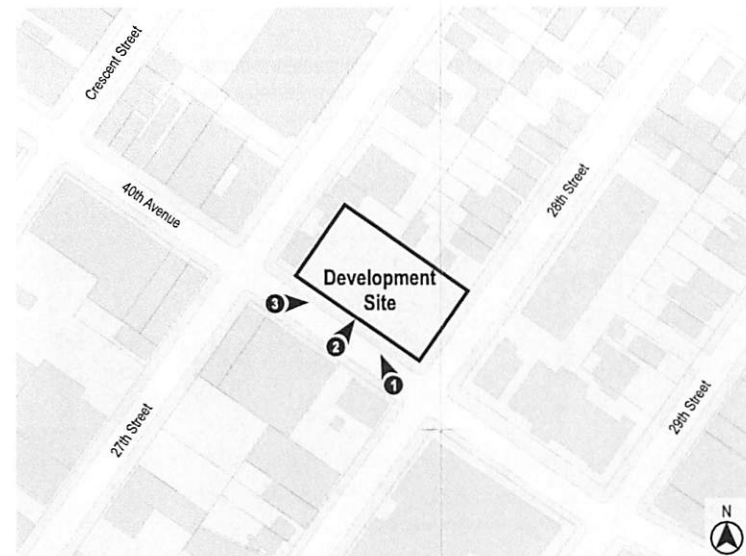 Crescent Street
40th Avenue
28th Street
Development
Site
3
2
1
27th Street
29th Street
N